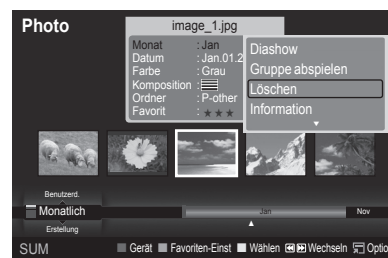 Photo
image_1.jpg
Monat : Jan
Datum : Jan.01.2
Farbe : Grau
Komposition :
Ordner : P-other
Favorit : ★★★
Diashow
Gruppe abspielen
Löschen
Information
Benutzerd.
Monatlich
Jan
Nov
Erstellung
SUM
Gerät
Favoriten-Einst
Wählen
Wechseln
Optio